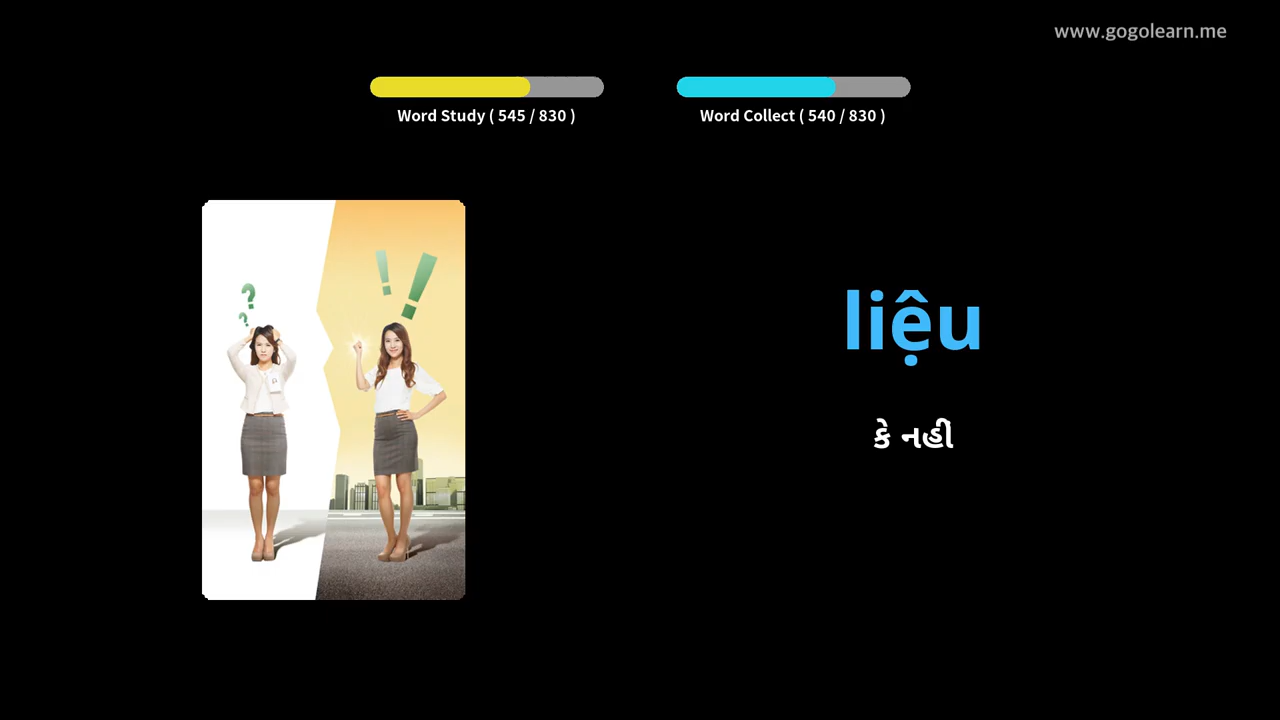 www.gogolearn.me
Word Study ( 545 / 830 )
Word Collect ( 540 / 830 )
? ?
! !
liệu
કે નહીં